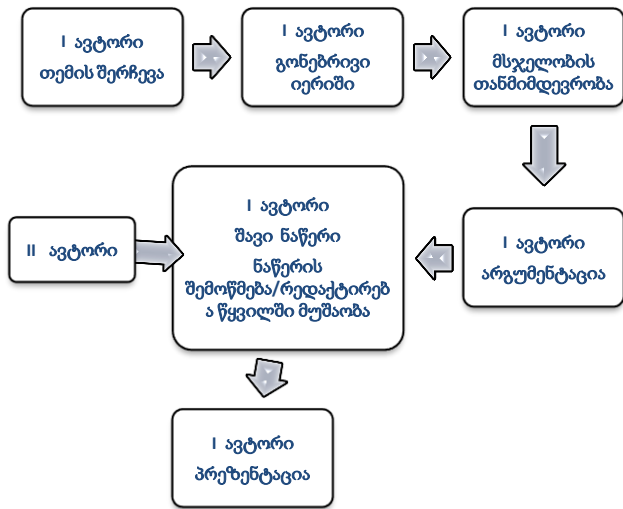 I ავტორი
თემის შერჩევა
I ავტორი
გონებრივი
იერიში
I ავტორი
მსჯელობის
თანმიმდევრობა
I ავტორი
არგუმენტაცია
I ავტორი
შავი ნაწერი
ნაწერის
შემოწმება/რედაქტირებ
ა წყვილში მუშაობა
II ავტორი
I ავტორი
პრეზენტაცია